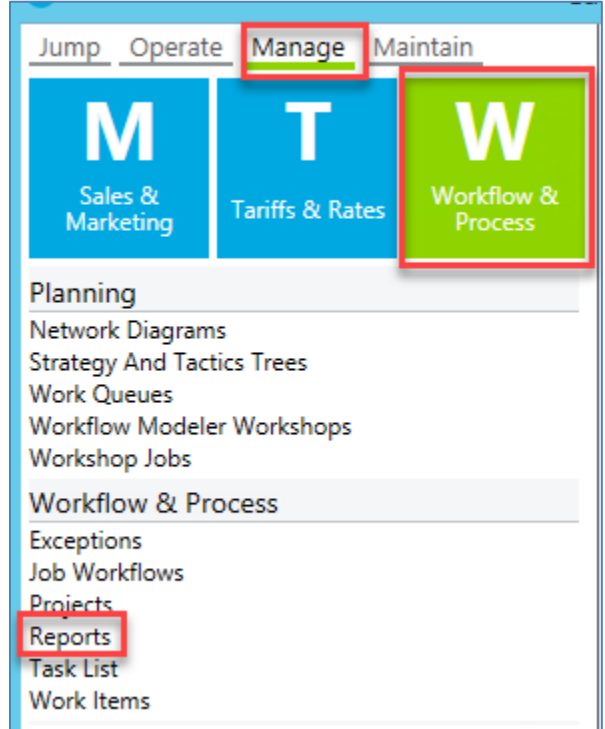 Jump Operate Manage Maintain
M T W
Sales &
Marketing
Tariffs & Rates
Workflow &
Process
Planning
Network Diagrams
Strategy And Tactics Trees
Work Queues
Workflow Modeler Workshops
Workshop Jobs
Workflow & Process
Exceptions
Job Workflows
Projects
Reports
Task List
Work Items